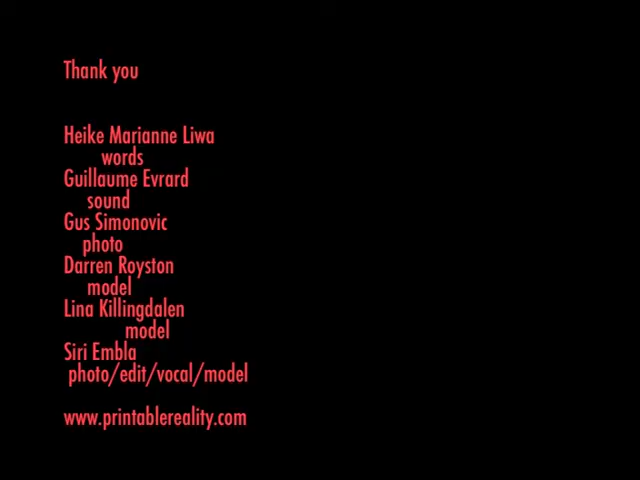 Thank you
Heike Marianne Liwa
words
Guillaume Evrard
sound
Gus Simonovic
photo
Darren Royston
model
Lina Killingdalen
model
Siri Embla
photo/edit/vocal/model
www.printablereality.com